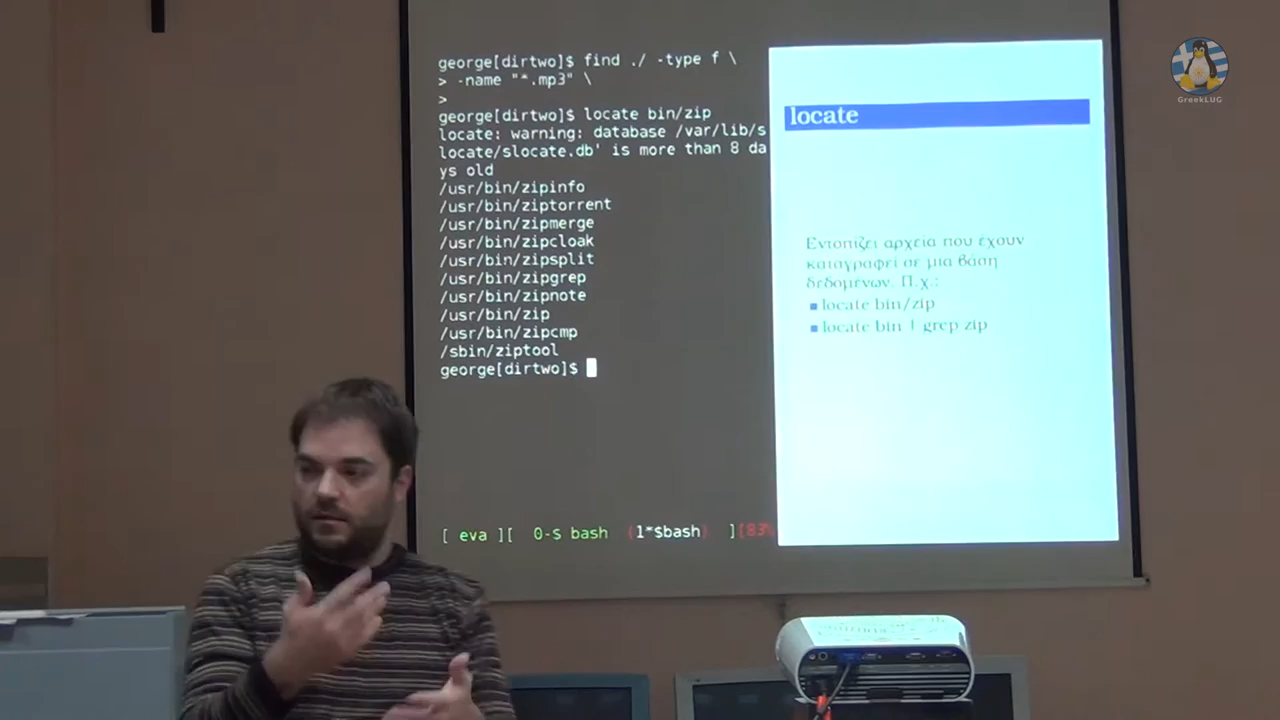 george[dirtwo]$ find ./ -type f \
> -name "*.mp3" \
>
george[dirtwo]$ locate bin/zip
locate: warning: database /var/lib/s
locate/slocate.db' is more than 8 da
ys old
/usr/bin/zipinfo
/usr/bin/ziptorrent
/usr/bin/zipmerge
/usr/bin/zipcloak
/usr/bin/zipsplit
/usr/bin/zipgrep
/usr/bin/zipnote
/usr/bin/zip
/usr/bin/zipcmp
/sbin/ziptool
george[dirtwo]$
[ eva ][ 0-$ bash (1*$bash) ][83%
locate
Εντοπίζει αρχεία που έχουν
καταγραφεί σε μια βάση
δεδομένων. Π.χ.:
locate bin/zip
locate bin | grep zip
GreekLUG